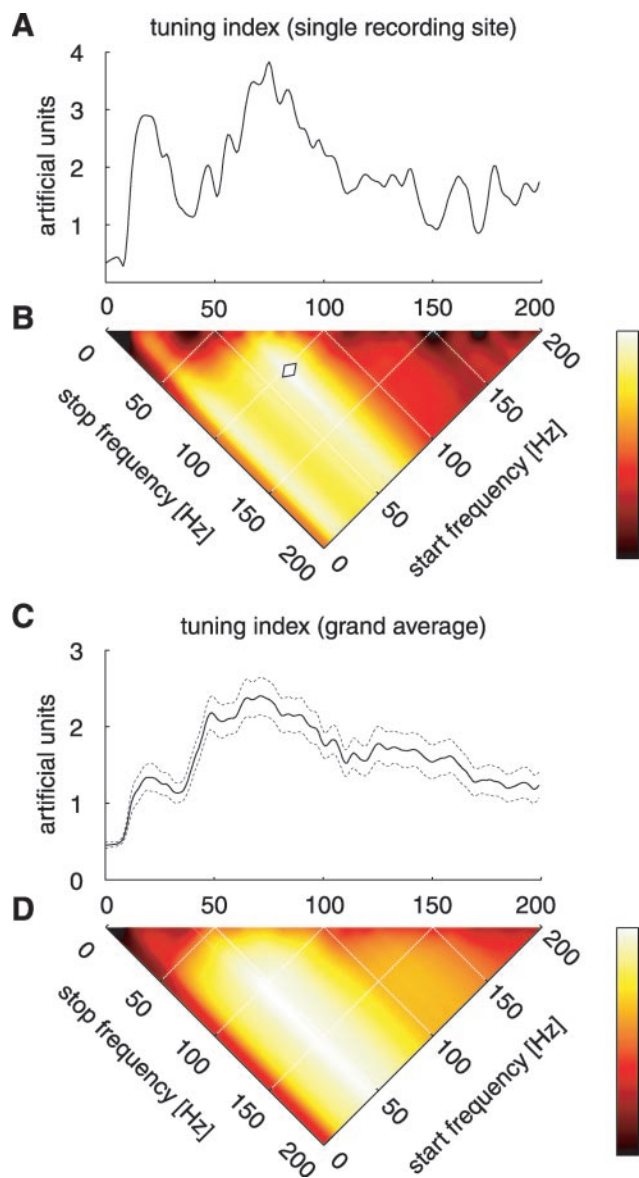 A
tuning index (single recording site)
artificial units
4
3
2
1
0 50 100 150 200
B
0
50
100
150
200
stop frequency [Hz]
200
150
100
50
0
start frequency [Hz]
C
tuning index (grand average)
artificial units
3
2
1
0
0 50 100 150 200
D
0
50
100
150
200
stop frequency [Hz]
200
150
100
50
0
start frequency [Hz]